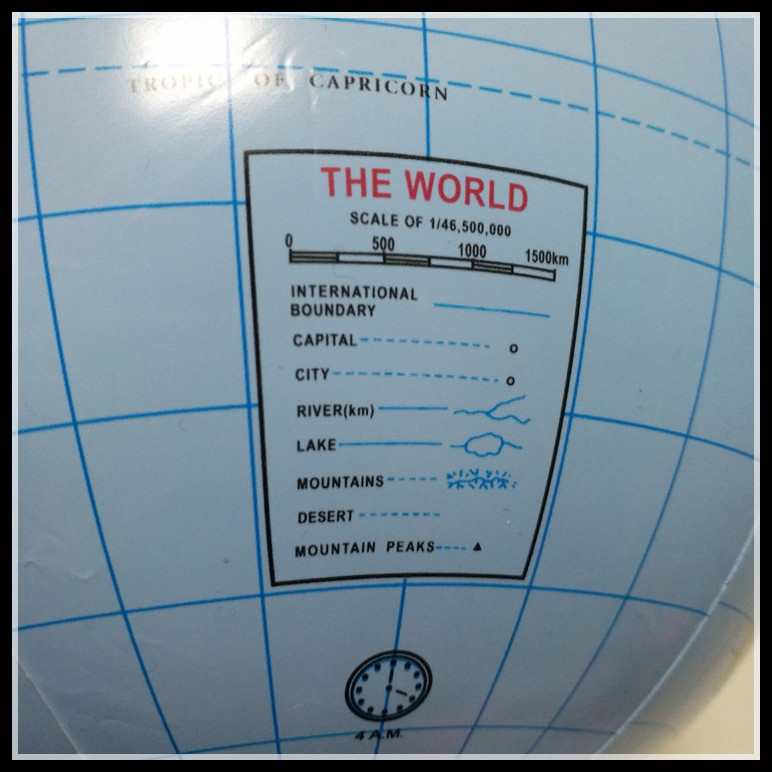 TROPIC OF CAPRICORN
THE WORLD
SCALE OF 1/46,500,000
0 500 1000 1500km
INTERNATIONAL
BOUNDARY
CAPITAL
CITY
RIVER(km)
LAKE
MOUNTAINS
DESERT
MOUNTAIN PEAKS
4 A.M.